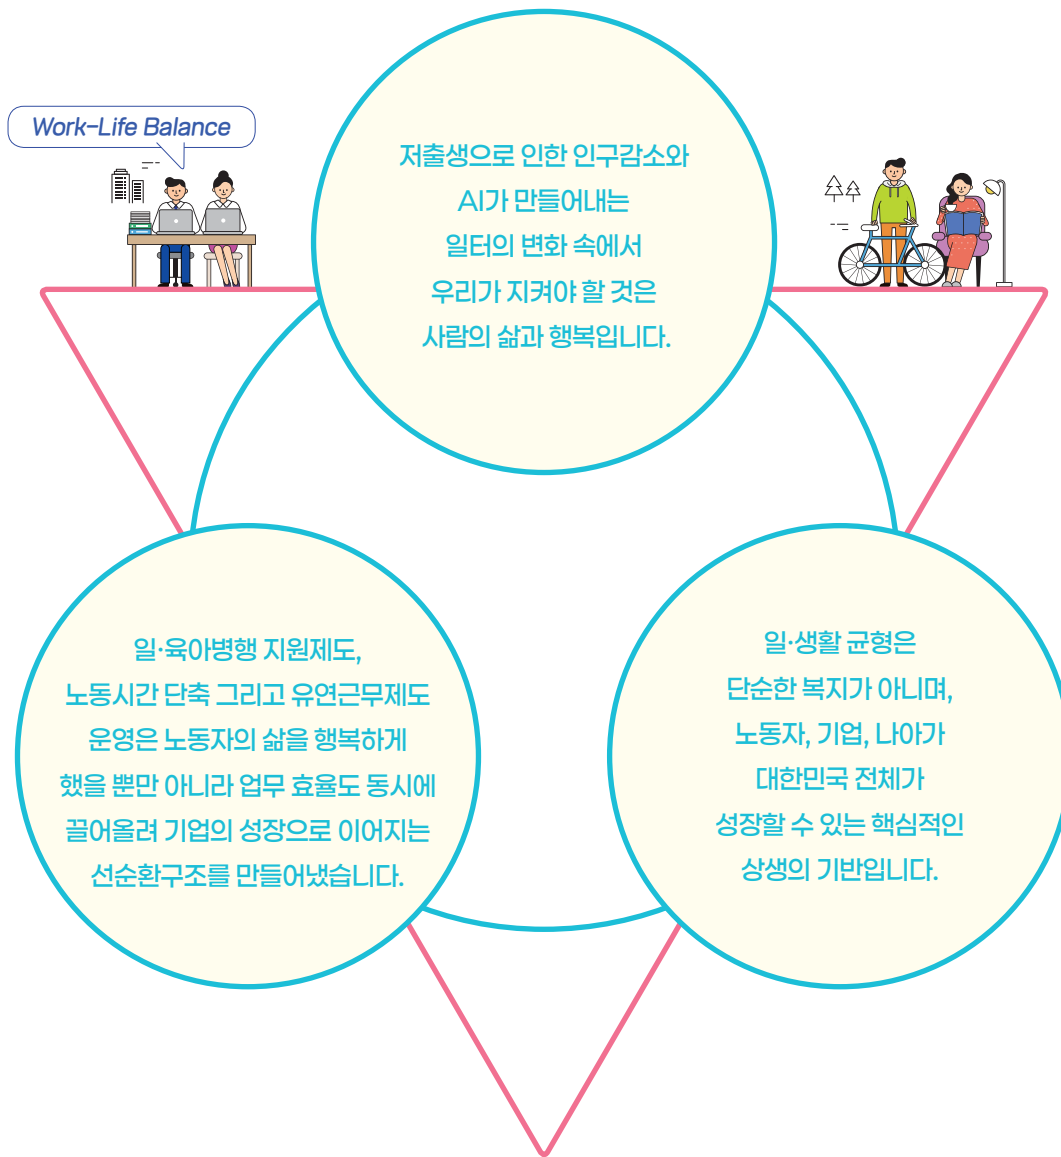 Work-Life Balance
저출생으로 인한 인구감소와
AI가 만들어내는
일터의 변화 속에서
우리가 지켜야 할 것은
사람의 삶과 행복입니다.
일·육아병행 지원제도,
노동시간 단축 그리고 유연근무제도
운영은 노동자의 삶을 행복하게
했을 뿐만 아니라 업무 효율도 동시에
끌어올려 기업의 성장으로 이어지는
선순환구조를 만들어냈습니다.
일·생활 균형은
단순한 복지가 아니며,
노동자, 기업, 나아가
대한민국 전체가
성장할 수 있는 핵심적인
상생의 기반입니다.